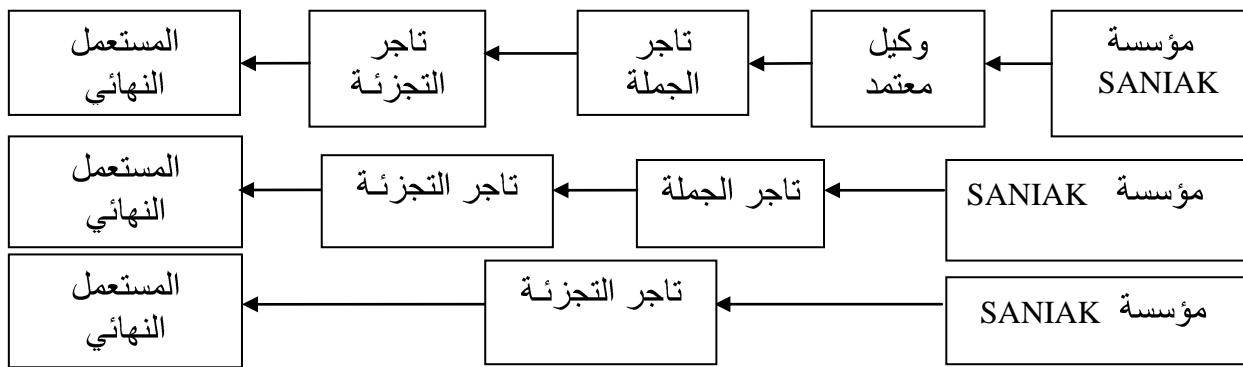 مؤسسة
SANIAK
وكيل
معتمد
تاجر
الجملة
تاجر
التجزئة
المستعمل
النهائي
مؤسسة SANIAK
تاجر الجملة
تاجر التجزئة
المستعمل
النهائي
مؤسسة SANIAK
تاجر التجزئة
المستعمل
النهائي